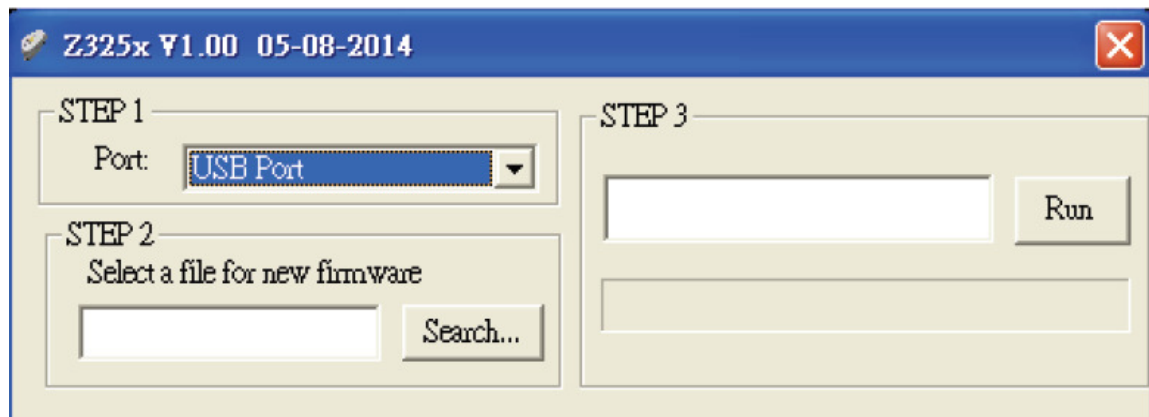 Z325x V1.00 05-08-2014
STEP 1
Port: USB Port
STEP 2
Select a file for new firmware
Search...
STEP 3
Run